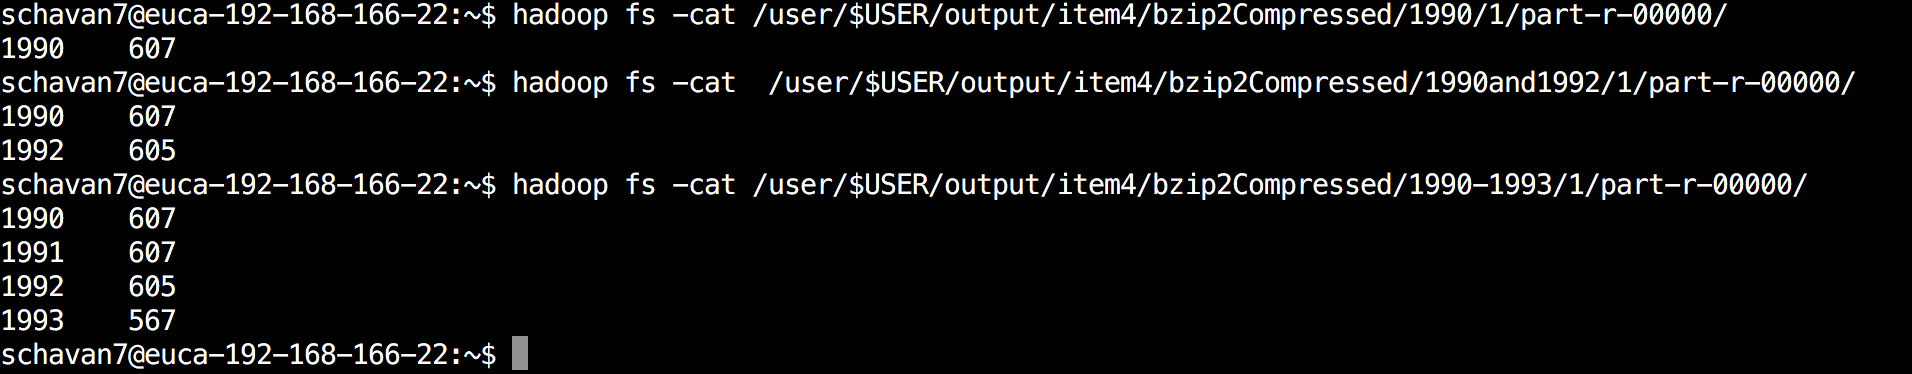 schavan7@euca-192-168-166-22:~$ hadoop fs -cat /user/$USER/output/item4/bzip2Compressed/1990/1/part-r-00000/
1990    607
schavan7@euca-192-168-166-22:~$ hadoop fs -cat  /user/$USER/output/item4/bzip2Compressed/1990and1992/1/part-r-00000/
1990    607
1992    605
schavan7@euca-192-168-166-22:~$ hadoop fs -cat /user/$USER/output/item4/bzip2Compressed/1990-1993/1/part-r-00000/
1990    607
1991    607
1992    605
1993    567
schavan7@euca-192-168-166-22:~$